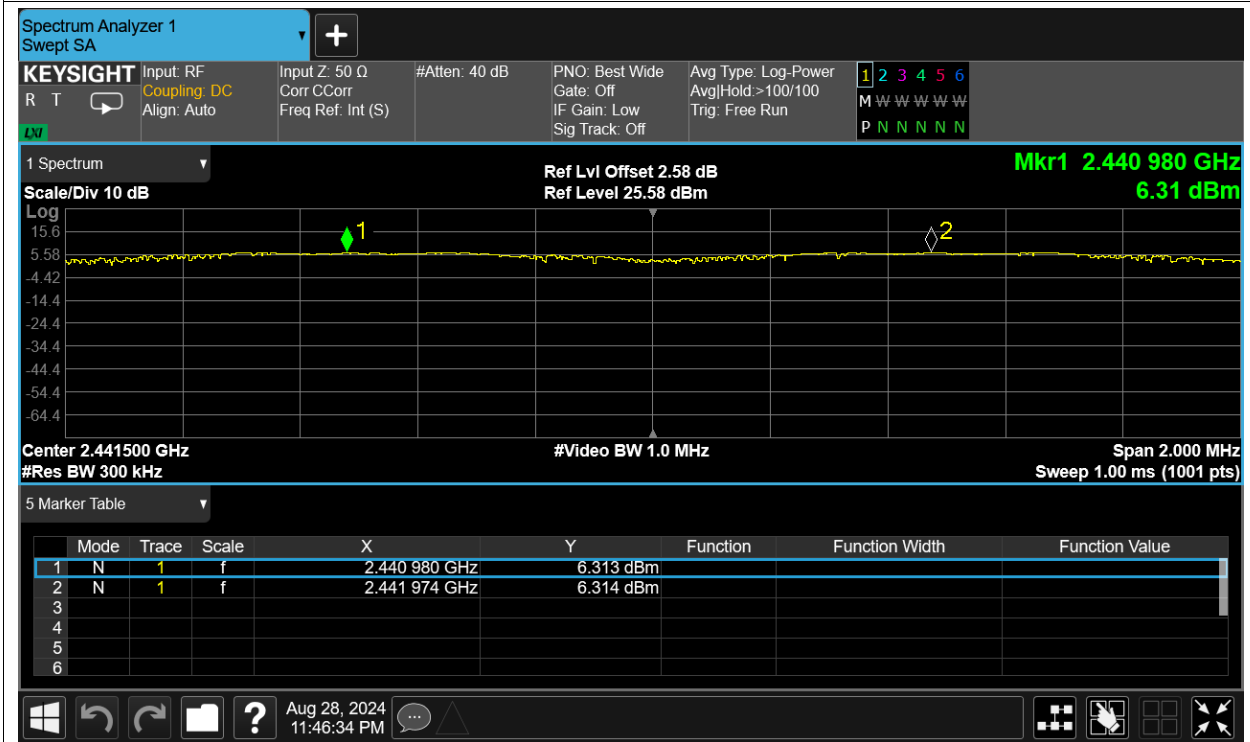 Spectrum Analyzer 1
Swept SA
+
KEYSIGHT Input: RF Input Z: 50 Ω #Atten: 40 dB PNO: Best Wide Avg Type: Log-Power 1 2 3 4 5 6
R T Coupling: DC Corr CCorr Gate: Off Avg|Hold:>100/100 M W W W W W
Align: Auto Freq Ref: Int (S) IF Gain: Low Trig: Free Run
LXI Sig Track: Off P N N N N N
1 Spectrum Ref Lvl Offset 2.58 dB Mkr1 2.440 980 GHz
Scale/Div 10 dB Ref Level 25.58 dBm 6.31 dBm
Log
15.6 1 2
5.58
-4.42
-14.4
-24.4
-34.4
-44.4
-54.4
-64.4
Center 2.441500 GHz #Video BW 1.0 MHz Span 2.000 MHz
#Res BW 300 kHz Sweep 1.00 ms (1001 pts)
5 Marker Table
Mode Trace Scale X Y Function Function Width Function Value
1 N 1 f 2.440 980 GHz 6.313 dBm
2 N 1 f 2.441 974 GHz 6.314 dBm
3
4
5
6
? Aug 28, 2024
11:46:34 PM